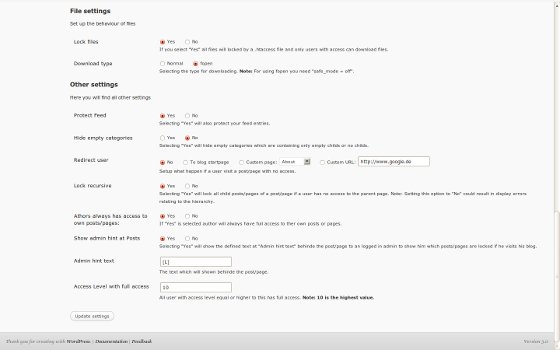 File settings
Set up the behaviour of files
Lock files
Yes No
If you select "Yes" all files will locked by a .htaccess file and only users with access can download files.
Download type
Normal fopen
Selecting the type for downloading. Note: For using fopen you need "safe_mode = off".
Other settings
Here you will find all other settings
Protect Feed
Yes No
Selecting "Yes" will also protect your feed entries.
Hide empty categories
Yes No
Selecting "Yes" will hide empty categories which are containing only empty childs or no childs.
Redirect user
No To blog startpage Custom page: About Custom URL: http://www.google.de
Setup what happen if a user visit a post/page with no access.
Lock recursive
Yes No
Selecting "Yes" will lock all child posts/pages of a post/page if a user has no access to the parent page. Note: Setting this option to "No" could result in display errors
relating to the hierarchy.
Athors always has access to
own posts/pages:
Yes No
If "Yes" is selected author will always have full access to ther own posts or pages.
Show admin hint at Posts
Yes No
Selecting "Yes" will show the defined text at "Admin hint text" behinde the post/page to an logged in admin to show him which posts/pages are locked if he visits his blog.
Admin hint text
[L]
The text which will shown behinde the post/page.
Access Level with full access
10
All user with access level equal or higher to this has full access. Note: 10 is the highest value.
Update settings
Thank you for creating with WordPress. | Documentation | Feedback
Version 3.0